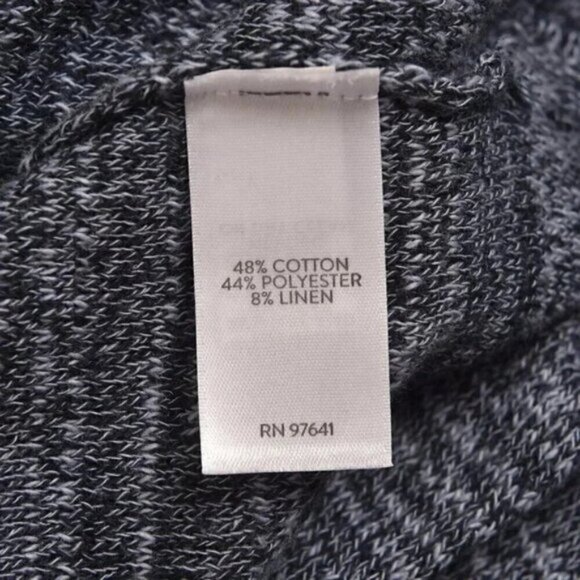 48% COTTON
44% POLYESTER
8% LINEN
RN 97641